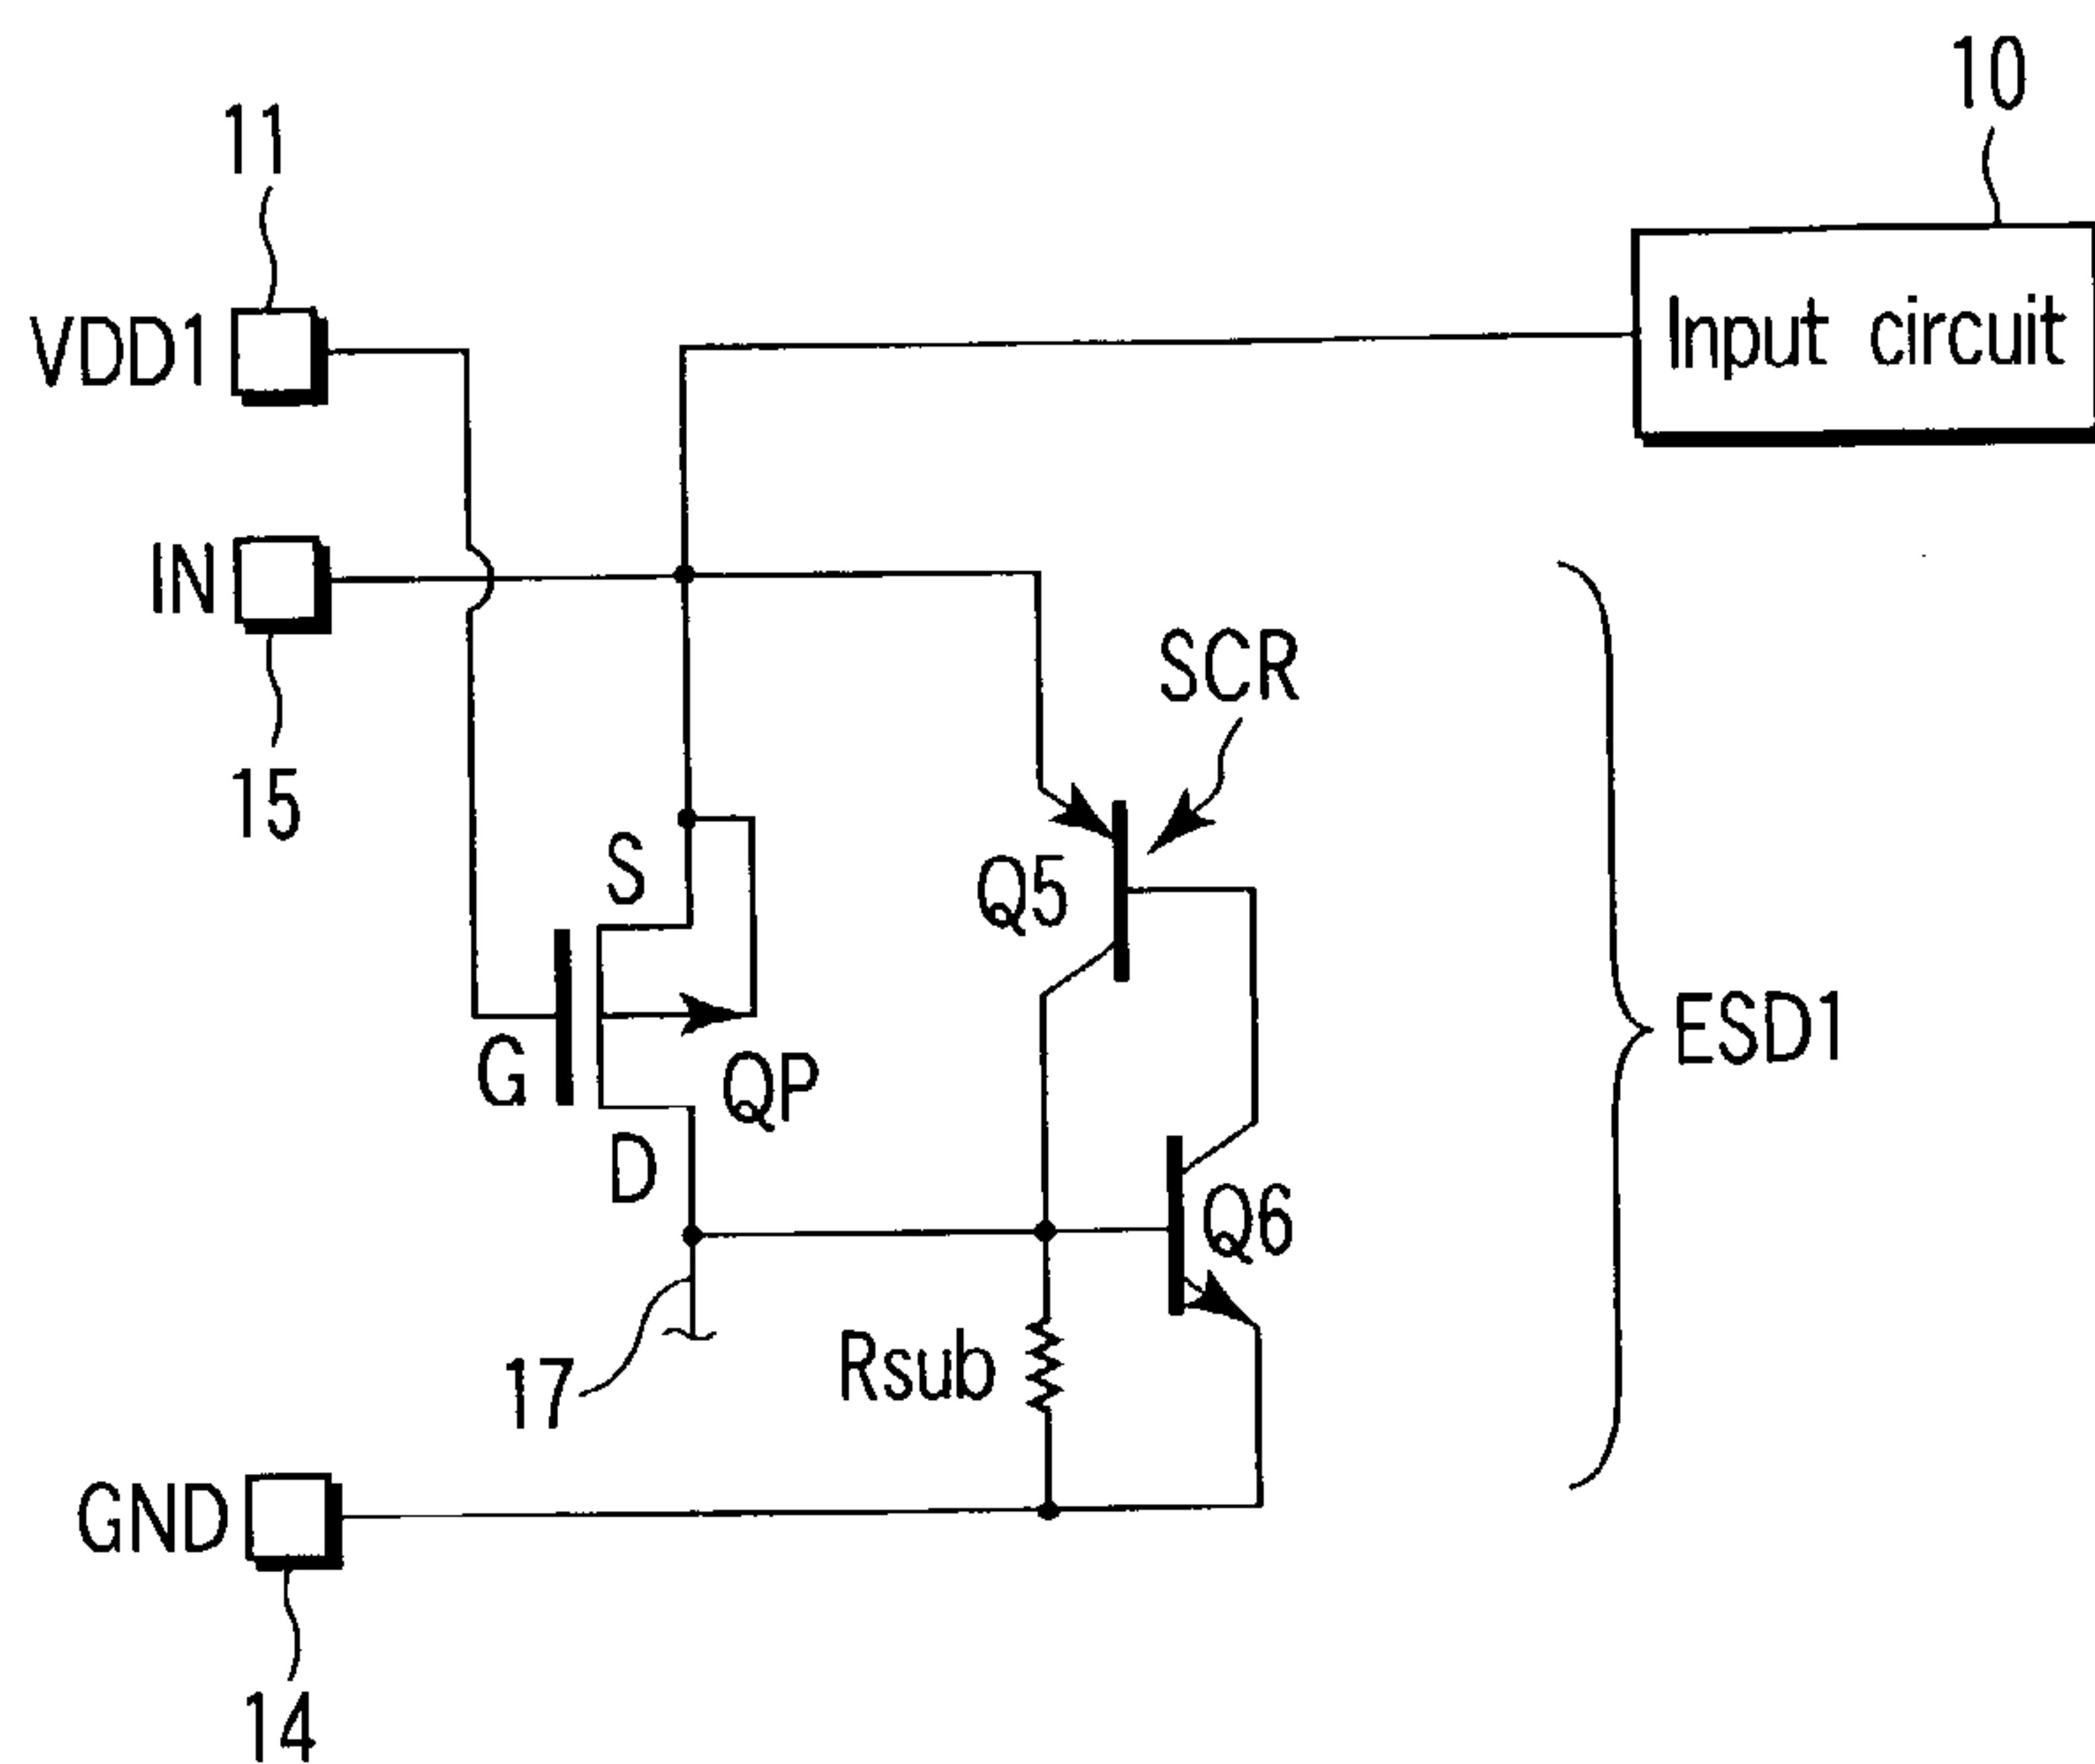 10
11
VDD1
Input circuit
IN
SCR
15
S
Q5
ESD1
G
QP
D
Q6
17
Rsub
GND
14